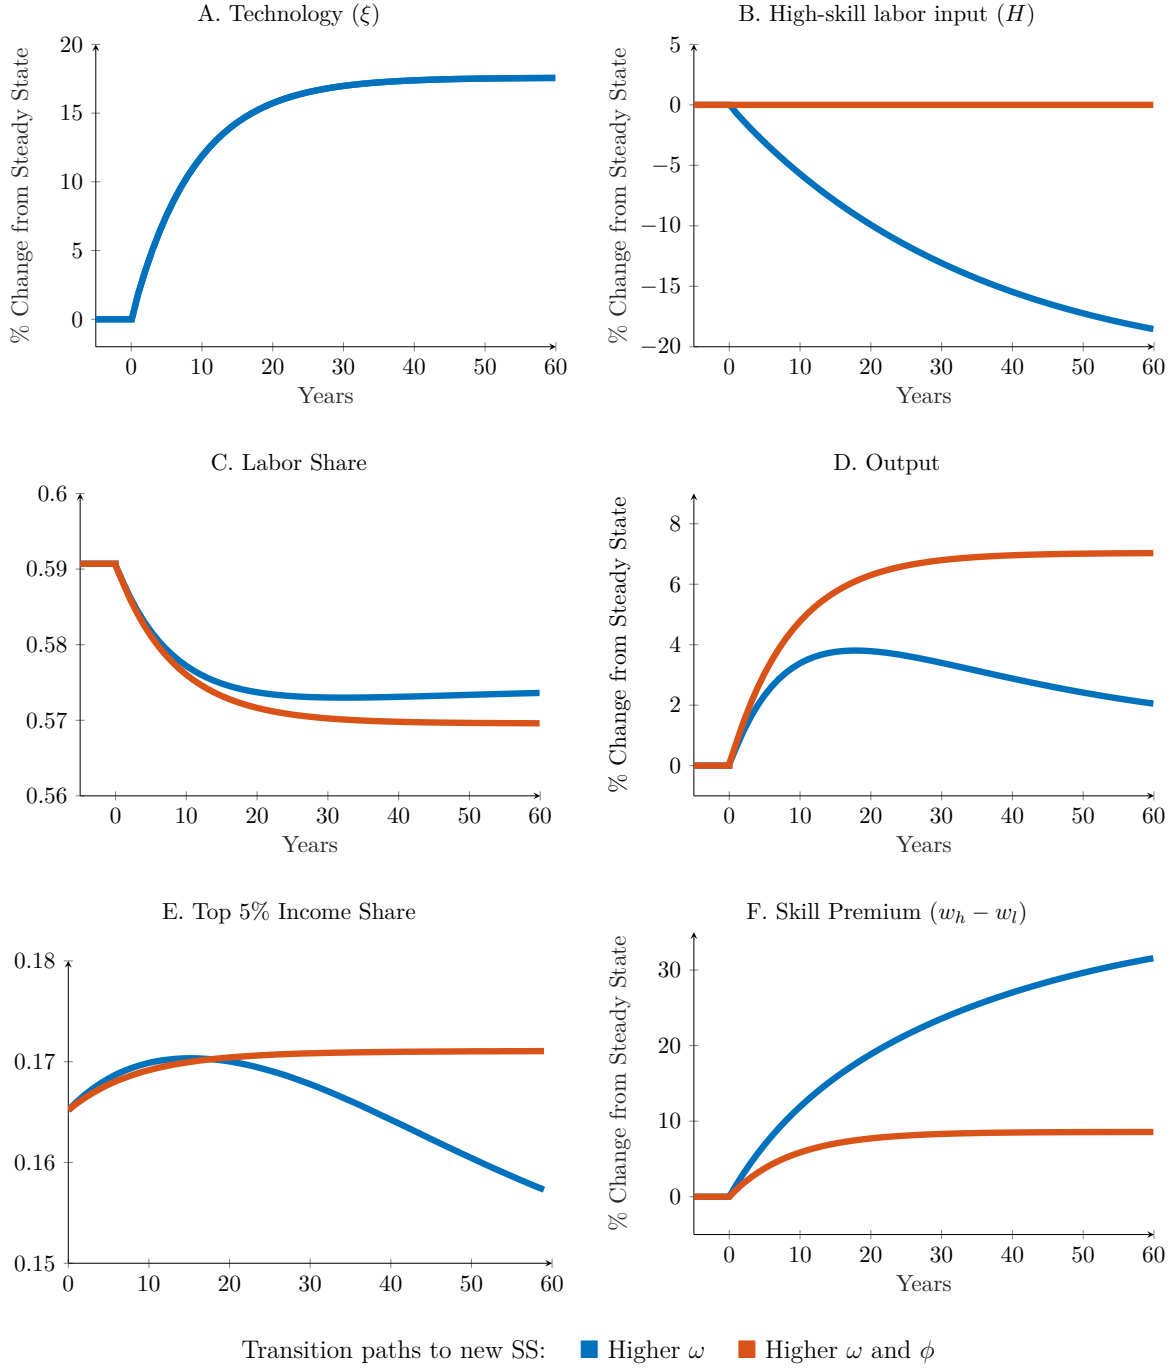 A. Technology (ξ)
% Change from Steady State
20
15
10
5
0
0 10 20 30 40 50 60
Years
B. High-skill labor input (H)
% Change from Steady State
5
0
−5
−10
−15
−20
0 10 20 30 40 50 60
Years
C. Labor Share
0.6
0.59
0.58
0.57
0.56
0 10 20 30 40 50 60
Years
D. Output
% Change from Steady State
8
6
4
2
0
0 10 20 30 40 50 60
Years
E. Top 5% Income Share
0.18
0.17
0.16
0.15
0 10 20 30 40 50 60
F. Skill Premium (w_h − w_l)
% Change from Steady State
30
20
10
0
0 10 20 30 40 50 60
Years
Transition paths to new SS: Higher ω Higher ω and ϕ